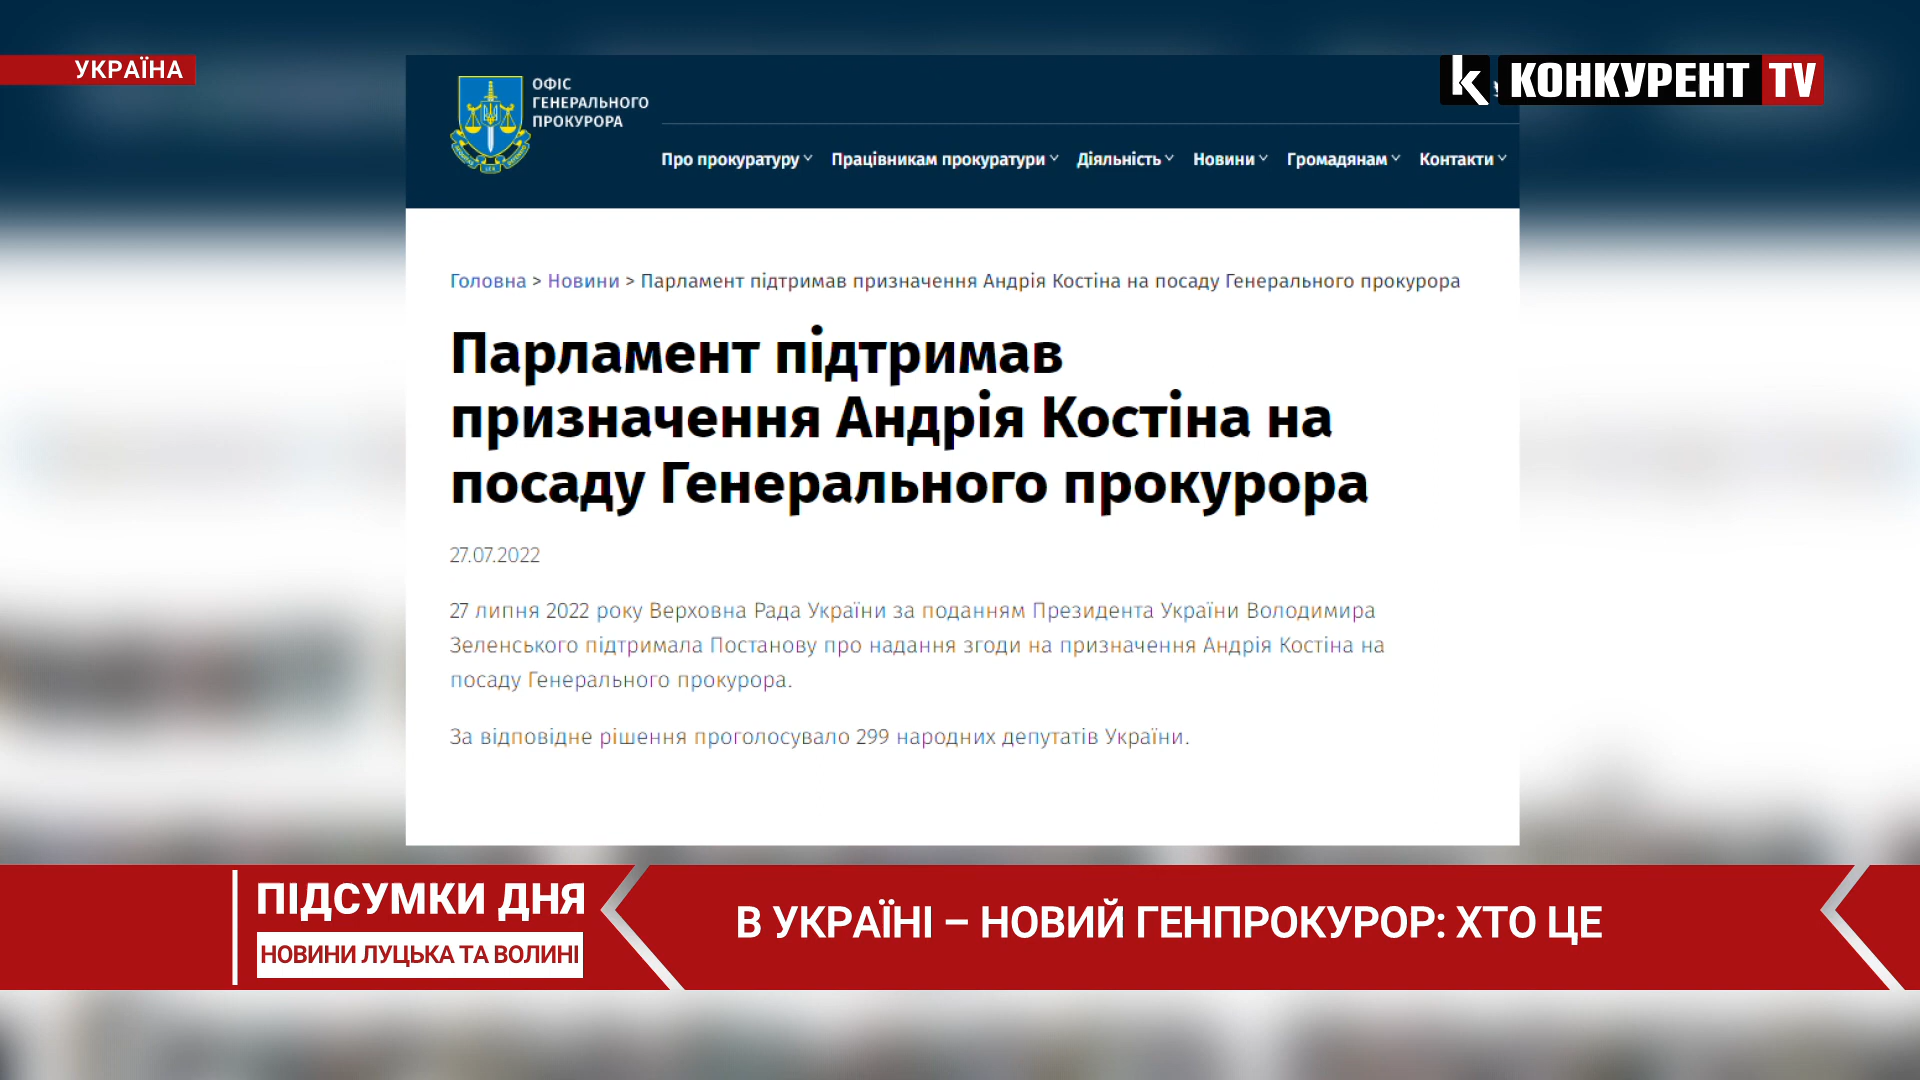 УКРАЇНА
КОНКУРЕНТ TV
ОФІС
ГЕНЕРАЛЬНОГО
ПРОКУРОРА
Про прокуратуру Працівникам прокуратури Діяльність Новини Громадянам Контакти
Головна > Новини > Парламент підтримав призначення Андрія Костіна на посаду Генерального прокурора
Парламент підтримав
призначення Андрія Костіна на
посаду Генерального прокурора
27.07.2022
27 липня 2022 року Верховна Рада України за поданням Президента України Володимира
Зеленського підтримала Постанову про надання згоди на призначення Андрія Костіна на
посаду Генерального прокурора.
За відповідне рішення проголосувало 299 народних депутатів України.
ПІДСУМКИ ДНЯ
НОВИНИ ЛУЦЬКА ТА ВОЛИНІ
В УКРАЇНІ – НОВИЙ ГЕНПРОКУРОР: ХТО ЦЕ